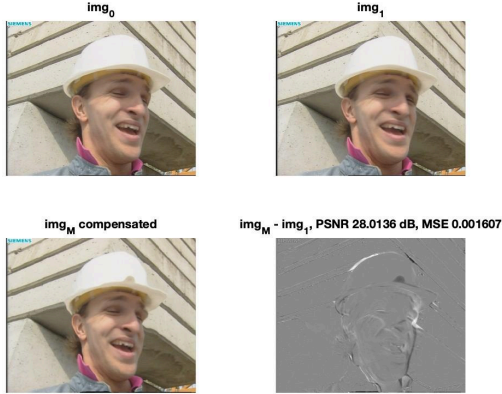 img0
img1
SIEMENS
SIEMENS
imgM compensated
imgM - img1, PSNR 28.0136 dB, MSE 0.001607
SIEMENS